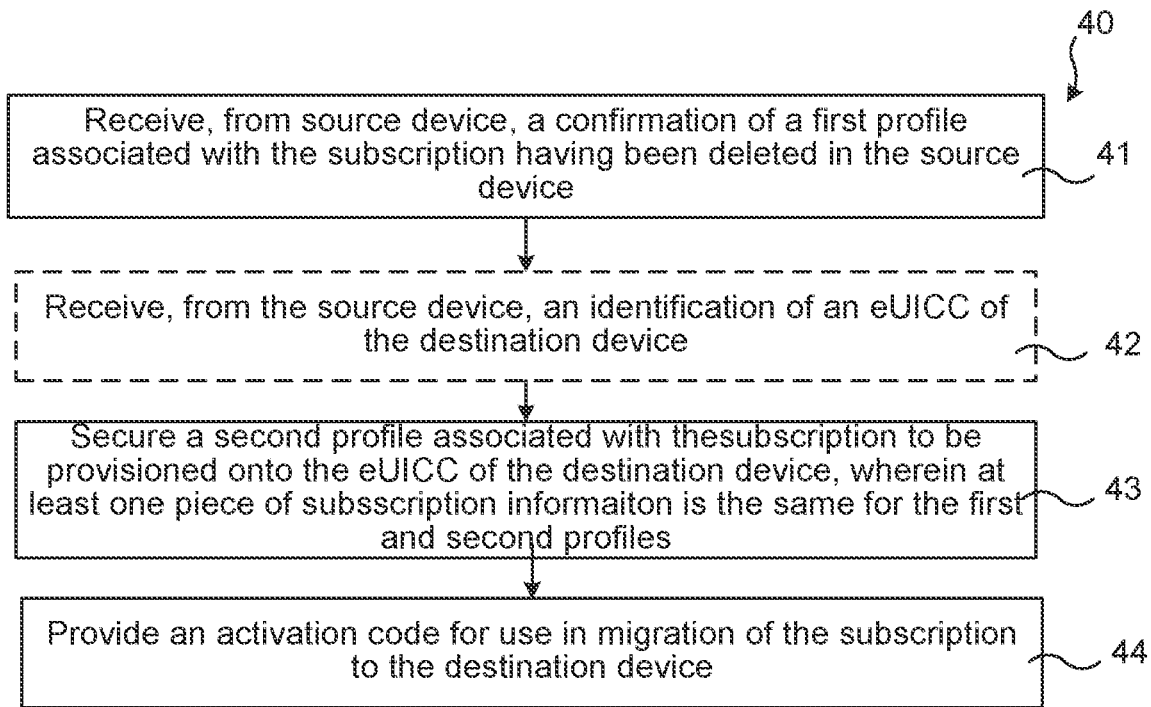 40
Receive, from source device, a confirmation of a first profile
associated with the subscription having been deleted in the source
device
41
Receive, from the source device, an identification of an eUICC of
the destination device
42
Secure a second profile associated with thesubscription to be
provisioned onto the eUICC of the destination device, wherein at
least one piece of subsscription informaiton is the same for the first
and second profiles
43
Provide an activation code for use in migration of the subscription
to the destination device
44